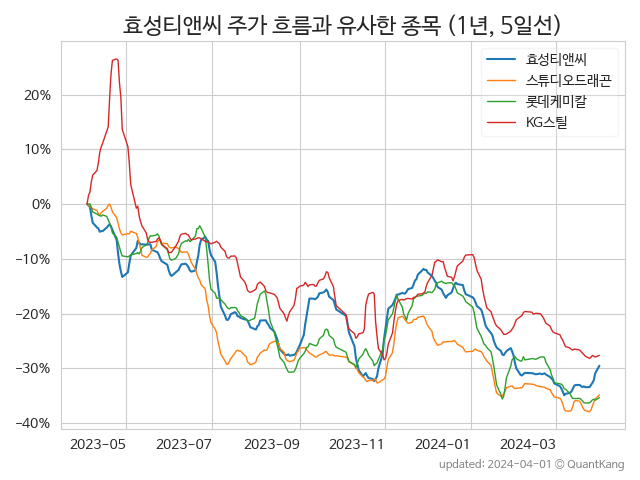 효성티앤씨 주가 흐름과 유사한 종목 (1년, 5일선)
효성티앤씨
스튜디오드래곤
롯데케미칼
KG스틸
20%
10%
0%
−10%
−20%
−30%
−40%
2023-05 2023-07 2023-09 2023-11 2024-01 2024-03
updated: 2024-04-01 © QuantKang